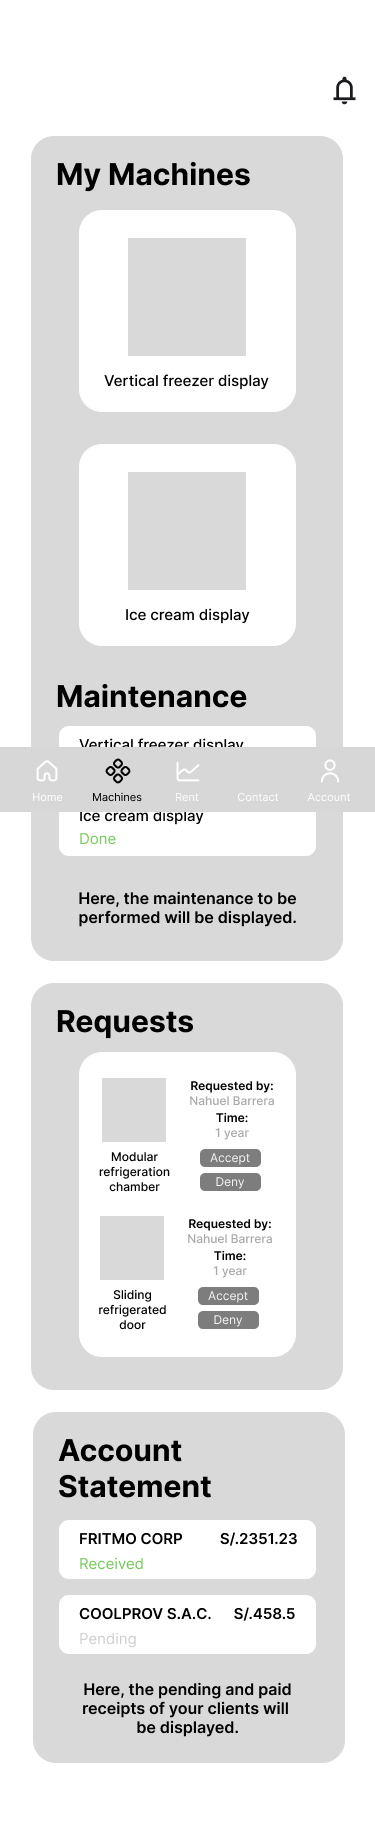 My Machines
Vertical freezer display
Ice cream display
Maintenance
Vertical freezer display
Home
Machines
Rent
Contact
Account
Ice cream display
Done
Here, the maintenance to be
performed will be displayed.
Requests
Requested by:
Nahuel Barrera
Time:
1 year
Modular
refrigeration
chamber
Accept
Deny
Requested by:
Nahuel Barrera
Time:
1 year
Sliding
refrigerated
door
Accept
Deny
Account
Statement
FRITMO CORP S/.2351.23
Received
COOLPROV S.A.C. S/.458.5
Pending
Here, the pending and paid
receipts of your clients will
be displayed.